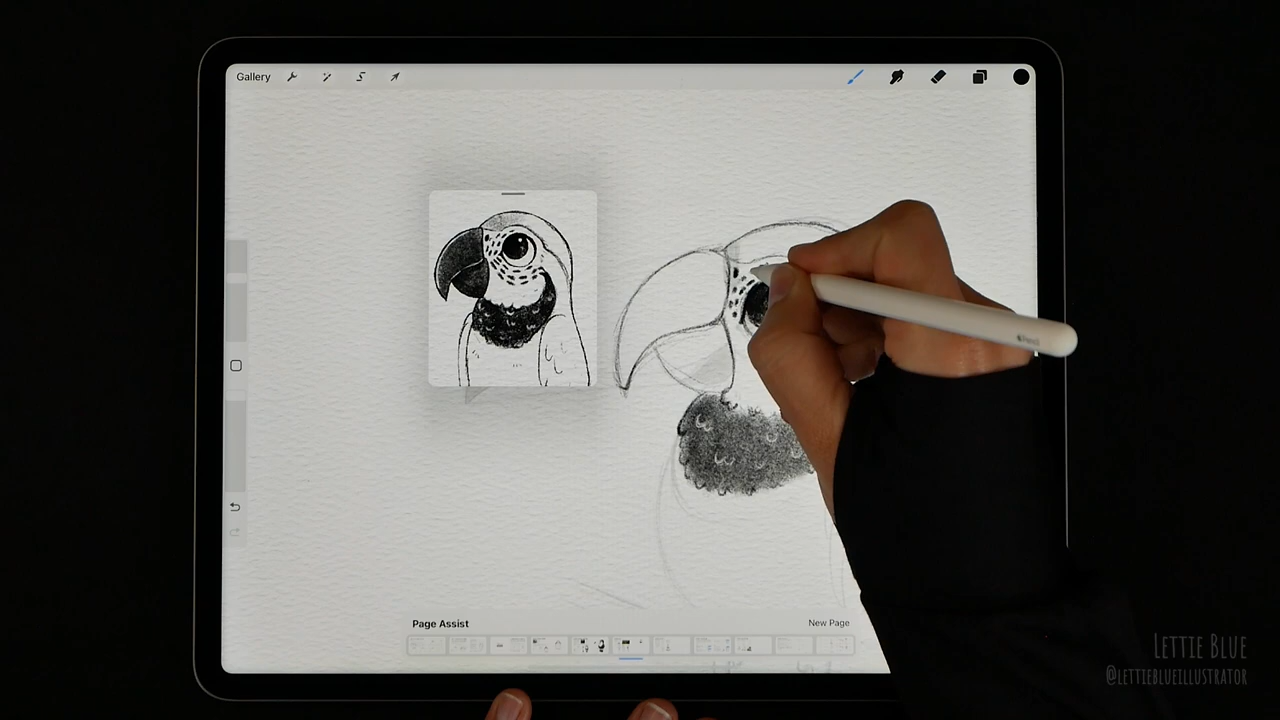 Gallery
Page Assist
New Page
Lettie Blue
@lettieblueillustrator